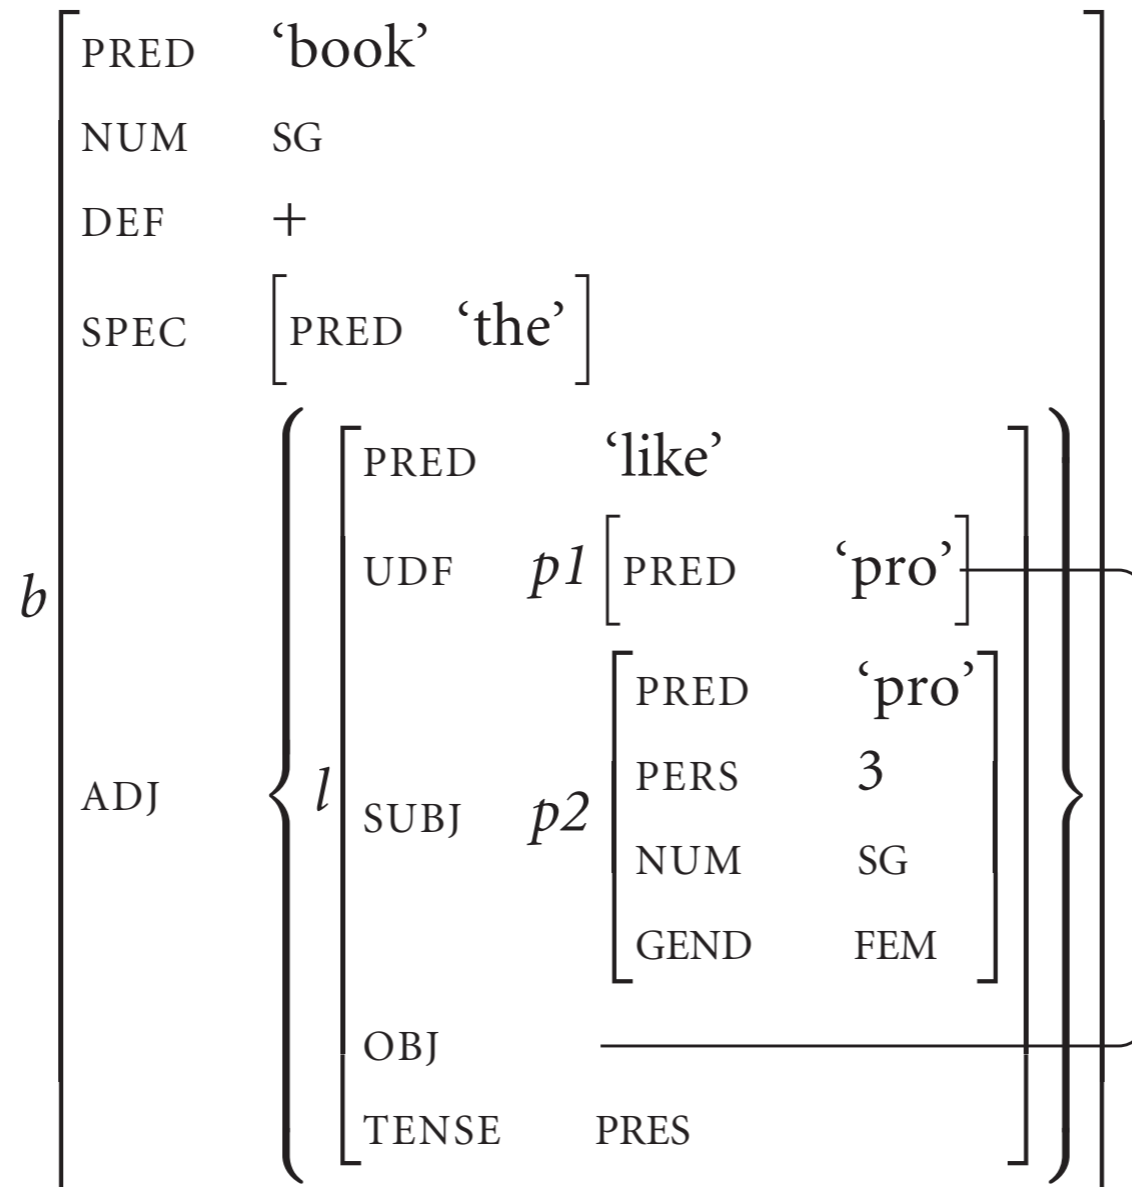 PRED ‘book’
NUM SG
DEF +
SPEC PRED ‘the’
PRED ‘like’
UDF p1 PRED ‘pro’
b
PRED ‘pro’
PERS 3
ADJ l SUBJ p2
NUM SG
GEND FEM
OBJ
TENSE PRES